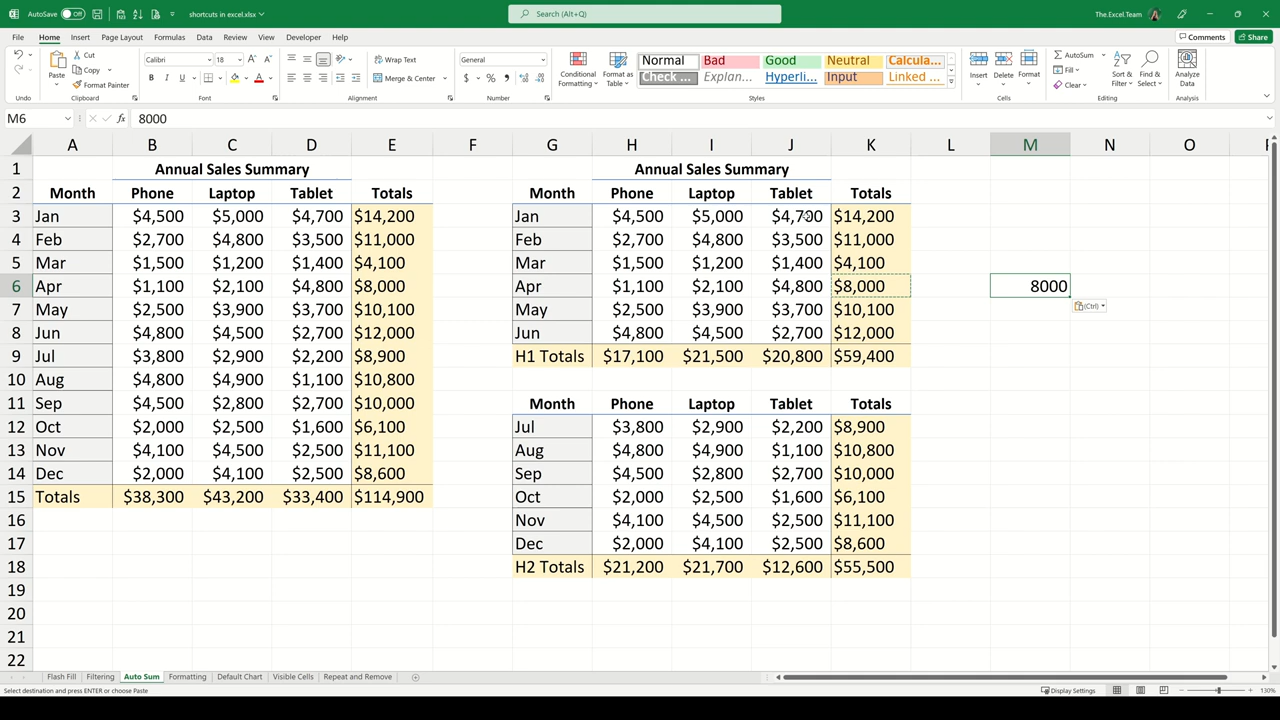 AutoSave Off shortcuts in excel.xlsx Search (Alt+Q) The.Excel.Team
File Home Insert Page Layout Formulas Data Review View Developer Help Comments Share
Undo
Paste Cut Copy Format Painter Clipboard
Calibri 18 B I U Font
Wrap Text Merge & Center Alignment
General $ % Number
Conditional Formatting Format as Table
Normal Bad Good Neutral Calcula...
Check ... Explan... Hyperli... Input Linked ...
Styles
Insert Delete Format Cells
AutoSum Fill Clear Sort & Filter Find & Select Editing
Analyze Data Analysis
M6 fx 8000
A B C D E F G H I J K L M N O
1 Annual Sales Summary Annual Sales Summary
2 Month Phone Laptop Tablet Totals Month Phone Laptop Tablet Totals
3 Jan $4,500 $5,000 $4,700 $14,200 Jan $4,500 $5,000 $4,700 $14,200
4 Feb $2,700 $4,800 $3,500 $11,000 Feb $2,700 $4,800 $3,500 $11,000
5 Mar $1,500 $1,200 $1,400 $4,100 Mar $1,500 $1,200 $1,400 $4,100
6 Apr $1,100 $2,100 $4,800 $8,000 Apr $1,100 $2,100 $4,800 $8,000 8000
7 May $2,500 $3,900 $3,700 $10,100 May $2,500 $3,900 $3,700 $10,100 (Ctrl)
8 Jun $4,800 $4,500 $2,700 $12,000 Jun $4,800 $4,500 $2,700 $12,000
9 Jul $3,800 $2,900 $2,200 $8,900 H1 Totals $17,100 $21,500 $20,800 $59,400
10 Aug $4,800 $4,900 $1,100 $10,800
11 Sep $4,500 $2,800 $2,700 $10,000 Month Phone Laptop Tablet Totals
12 Oct $2,000 $2,500 $1,600 $6,100 Jul $3,800 $2,900 $2,200 $8,900
13 Nov $4,100 $4,500 $2,500 $11,100 Aug $4,800 $4,900 $1,100 $10,800
14 Dec $2,000 $4,100 $2,500 $8,600 Sep $4,500 $2,800 $2,700 $10,000
15 Totals $38,300 $43,200 $33,400 $114,900 Oct $2,000 $2,500 $1,600 $6,100
16 Nov $4,100 $4,500 $2,500 $11,100
17 Dec $2,000 $4,100 $2,500 $8,600
18 H2 Totals $21,200 $21,700 $12,600 $55,500
19
20
21
22
Flash Fill Filtering Auto Sum Formatting Default Chart Visible Cells Repeat and Remove
Select destination and press ENTER or choose Paste Display Settings 130%